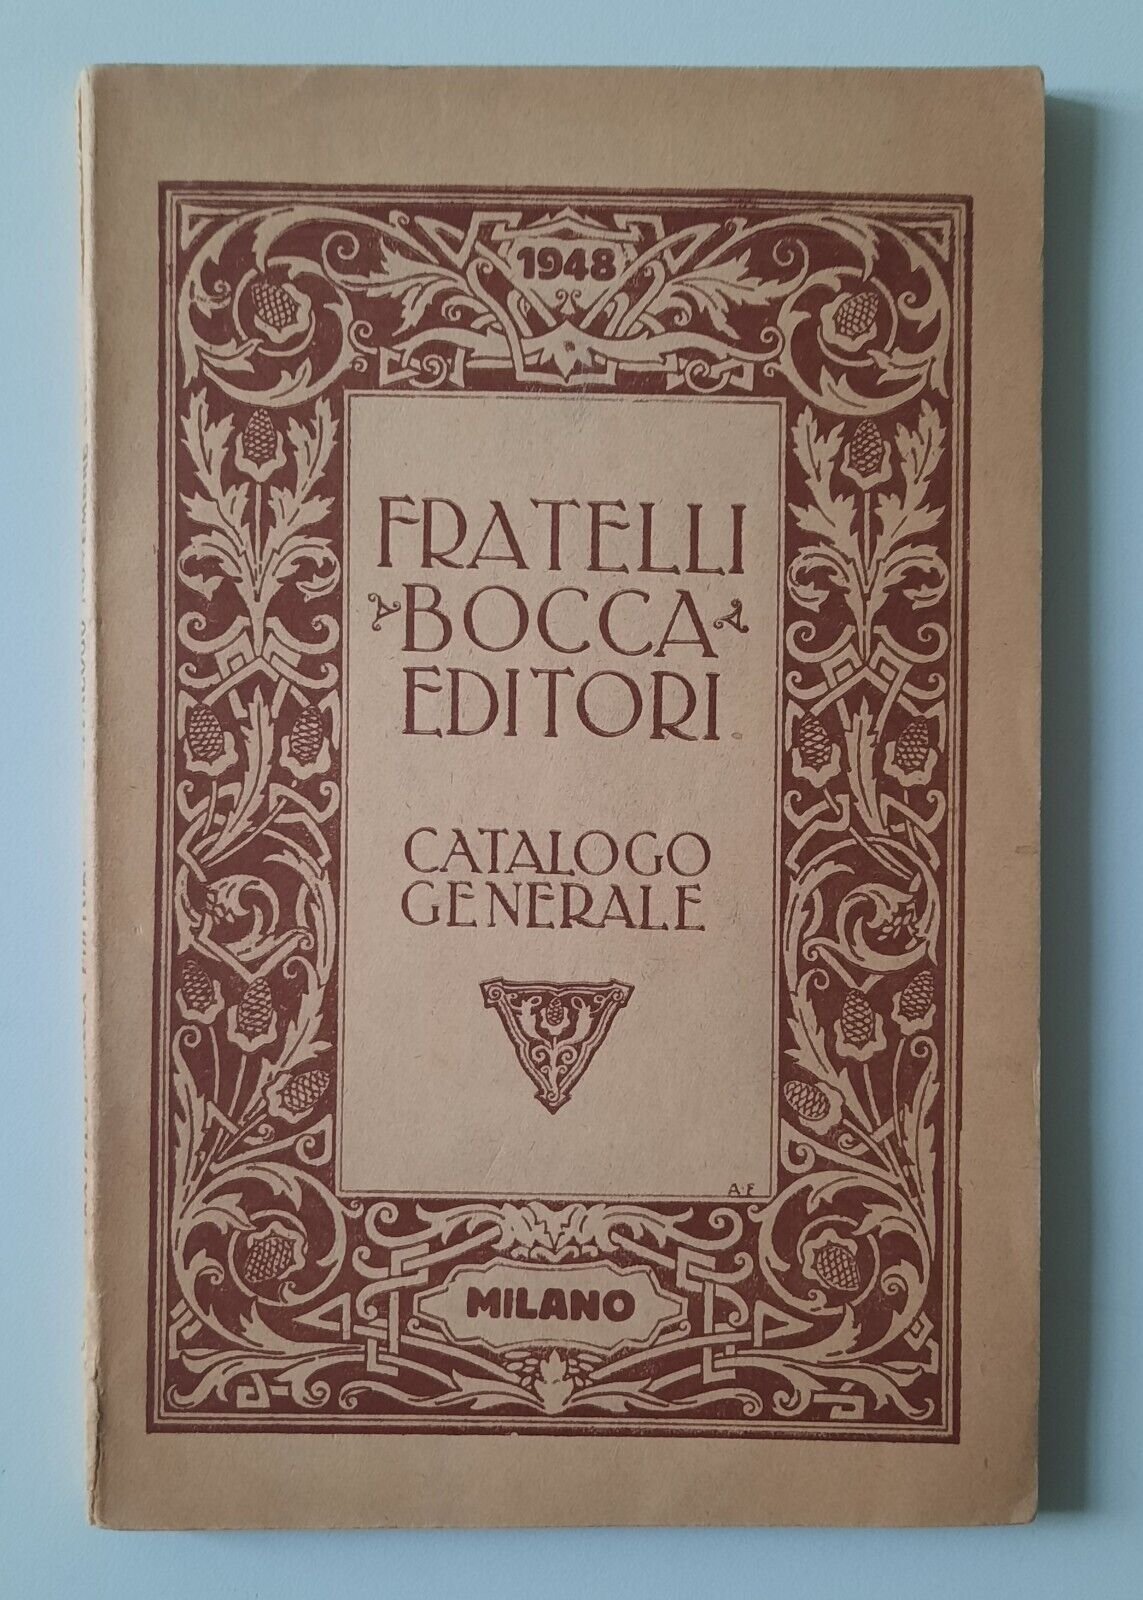 1948
FRATELLI
BOCCA
EDITORI
CATALOGO
GENERALE
A·F
MILANO